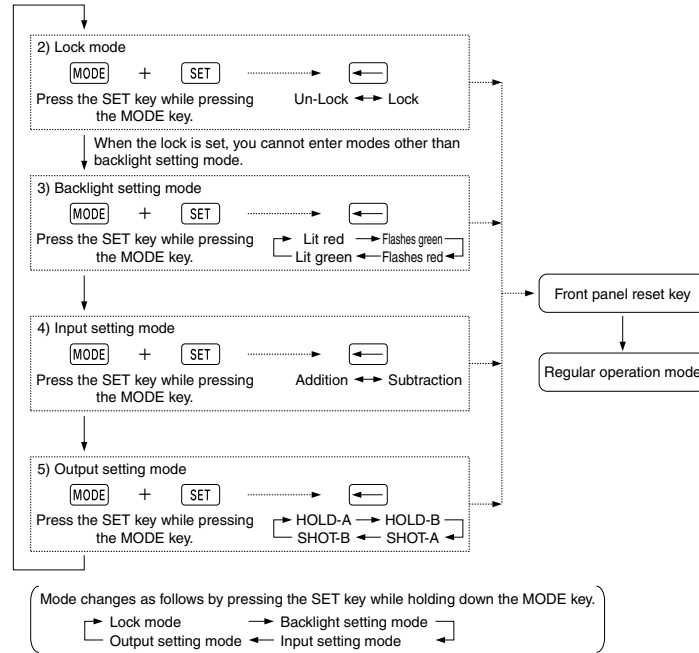 2) Lock mode
MODE + SET
Press the SET key while pressing
the MODE key.
Un-Lock ↔ Lock
When the lock is set, you cannot enter modes other than
backlight setting mode.
3) Backlight setting mode
MODE + SET
Press the SET key while pressing
the MODE key.
Lit red → Flashes green
Lit green ← Flashes red
4) Input setting mode
MODE + SET
Press the SET key while pressing
the MODE key.
Addition ↔ Subtraction
5) Output setting mode
MODE + SET
Press the SET key while pressing
the MODE key.
HOLD-A → HOLD-B
SHOT-B ← SHOT-A
Front panel reset key
Regular operation mode
Mode changes as follows by pressing the SET key while holding down the MODE key.
Lock mode → Backlight setting mode
Output setting mode ← Input setting mode